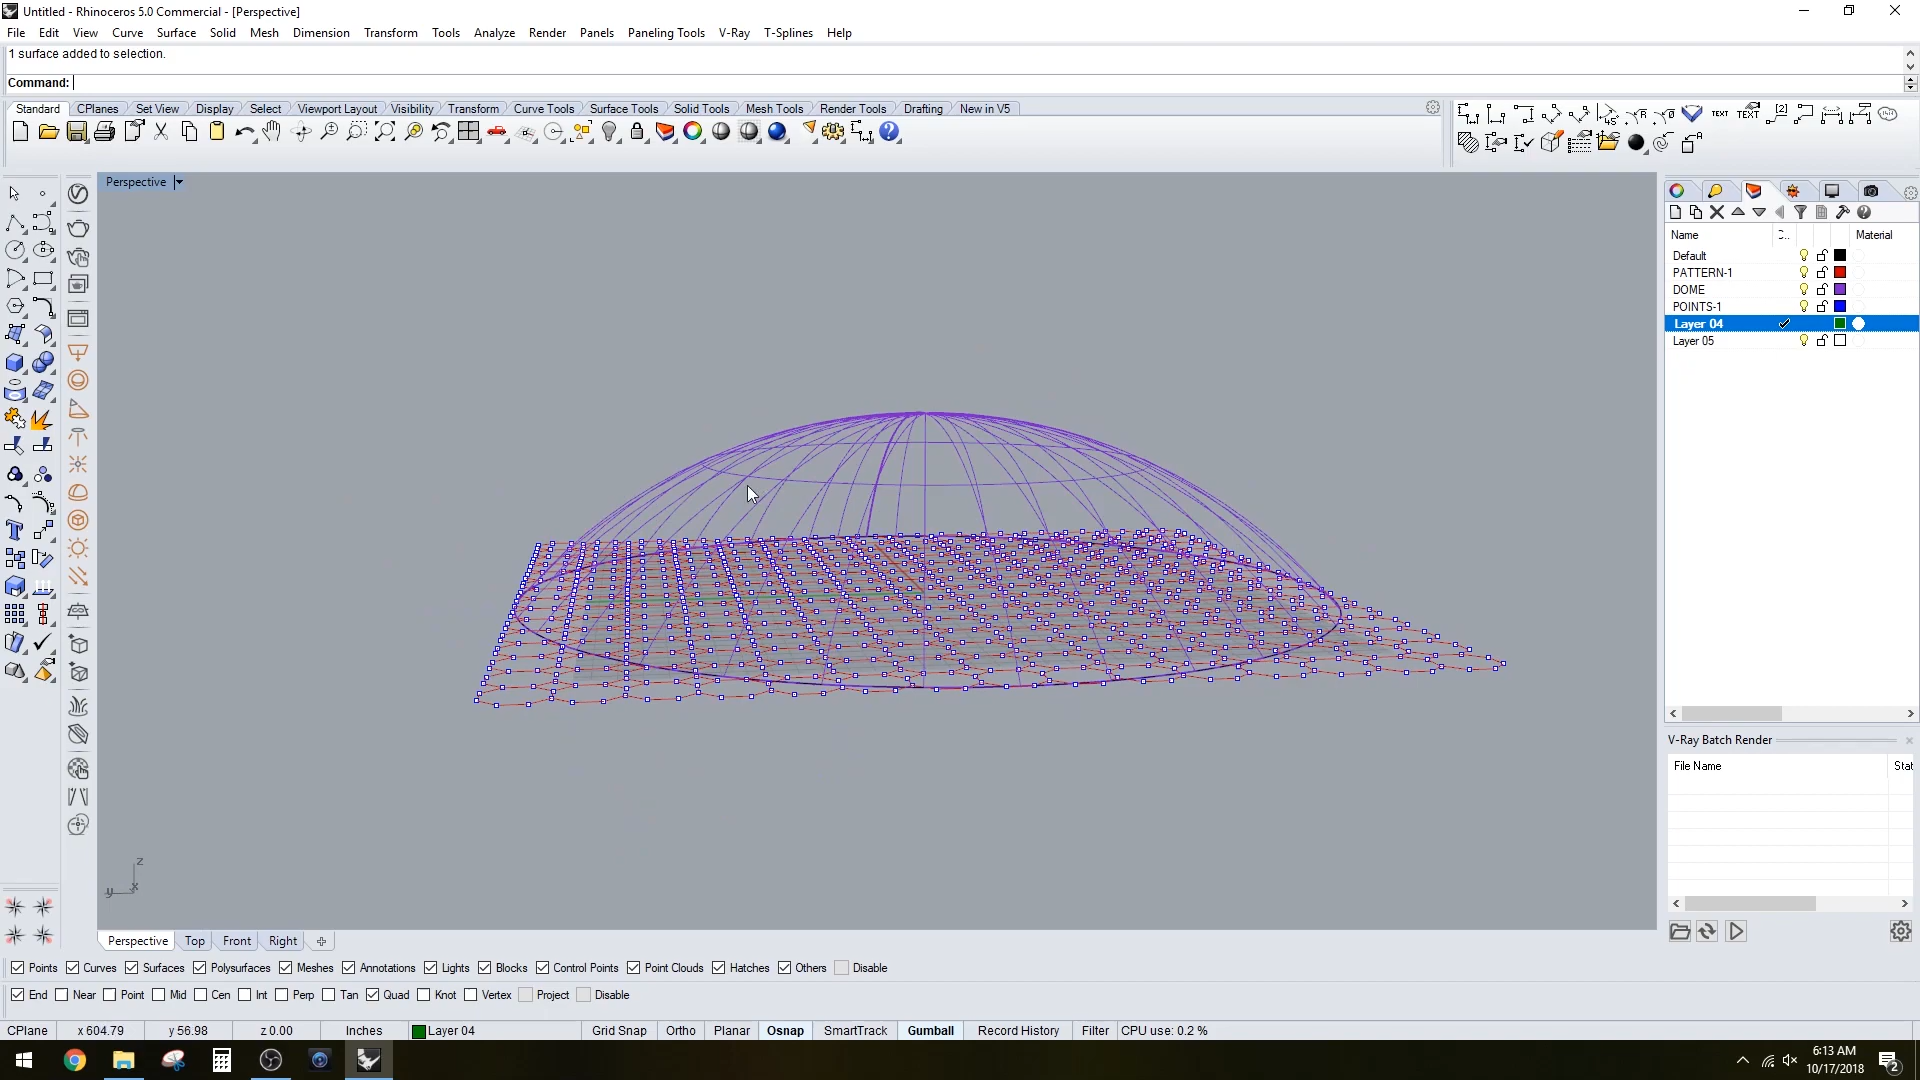 Untitled - Rhinoceros 5.0 Commercial - [Perspective]
File Edit View Curve Surface Solid Mesh Dimension Transform Tools Analyze Render Panels Paneling Tools V-Ray T-Splines Help
1 surface added to selection.
Command:
Standard CPlanes Set View Display Select Viewport Layout Visibility Transform Curve Tools Surface Tools Solid Tools Mesh Tools Render Tools Drafting New in V5
TEXT TEXT
Perspective
Name Material
Default
PATTERN-1
DOME
POINTS-1
Layer 04
Layer 05
V-Ray Batch Render
File Name Stat
z
y x
Perspective Top Front Right
Points Curves Surfaces Polysurfaces Meshes Annotations Lights Blocks Control Points Point Clouds Hatches Others Disable
End Near Point Mid Cen Int Perp Tan Quad Knot Vertex Project Disable
CPlane x 604.79 y 56.98 z 0.00 Inches Layer 04 Grid Snap Ortho Planar Osnap SmartTrack Gumball Record History Filter CPU use: 0.2 %
6:13 AM
10/17/2018
2